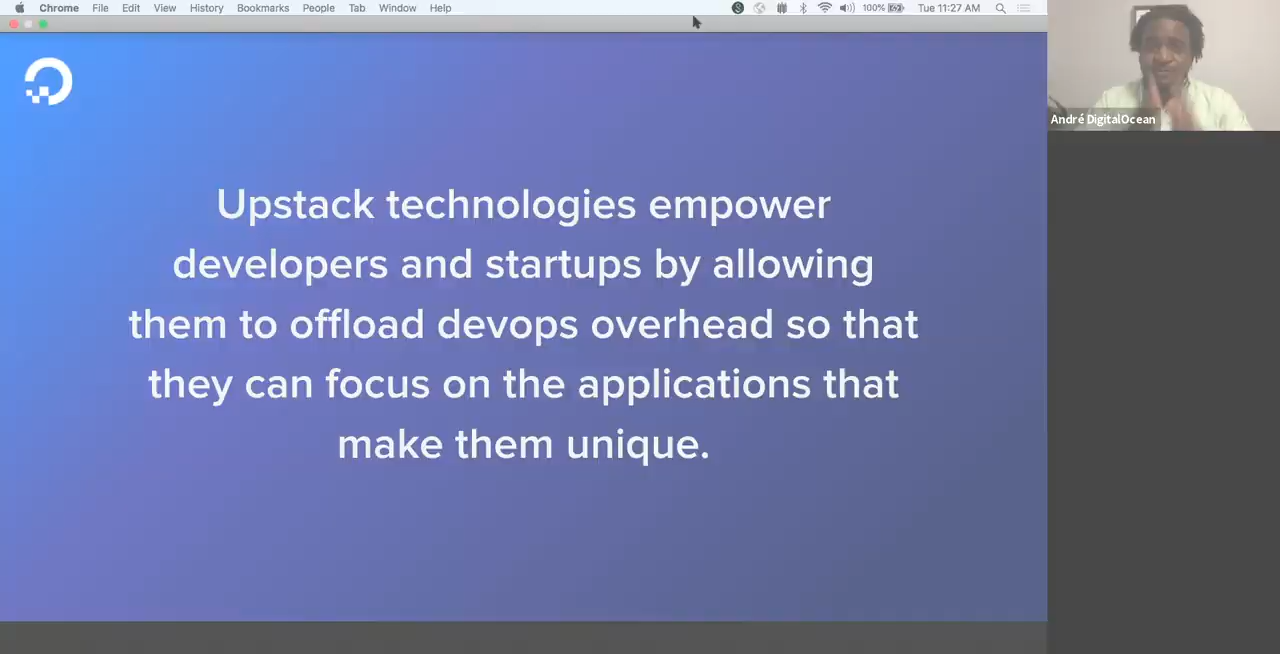 Chrome File Edit View History Bookmarks People Tab Window Help 100% Tue 11:27 AM
Upstack technologies empower
developers and startups by allowing
them to offload devops overhead so that
they can focus on the applications that
make them unique.
André DigitalOcean